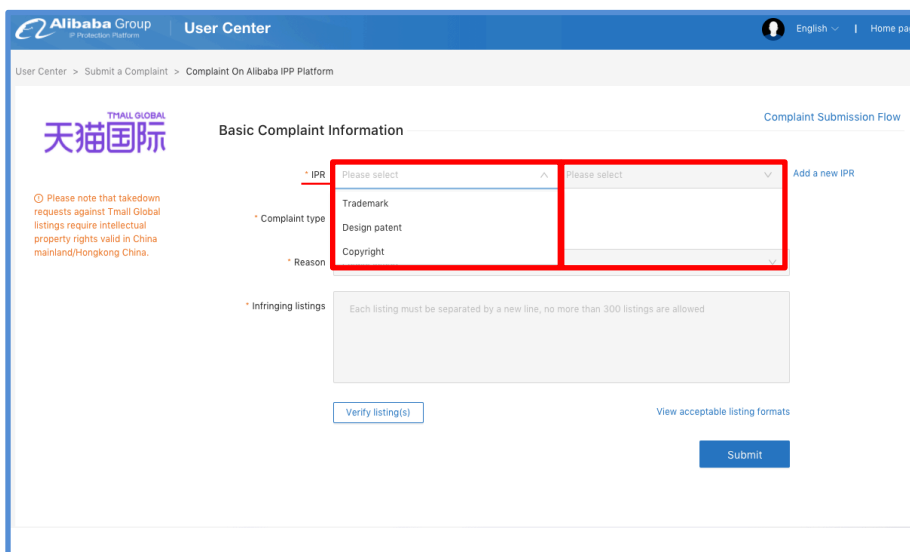 Alibaba Group
IP Protection Platform
User Center
English | Home pa
User Center > Submit a Complaint > Complaint On Alibaba IPP Platform
TMALL GLOBAL
天猫国际
Basic Complaint Information
Complaint Submission Flow
* IPR
Please select
Please select
Add a new IPR
Trademark
Design patent
Copyright
Please note that takedown
requests against Tmall Global
listings require intellectual
property rights valid in China
mainland/Hongkong China.
* Complaint type
* Reason
* Infringing listings
Each listing must be separated by a new line, no more than 300 listings are allowed
Verify listing(s)
View acceptable listing formats
Submit